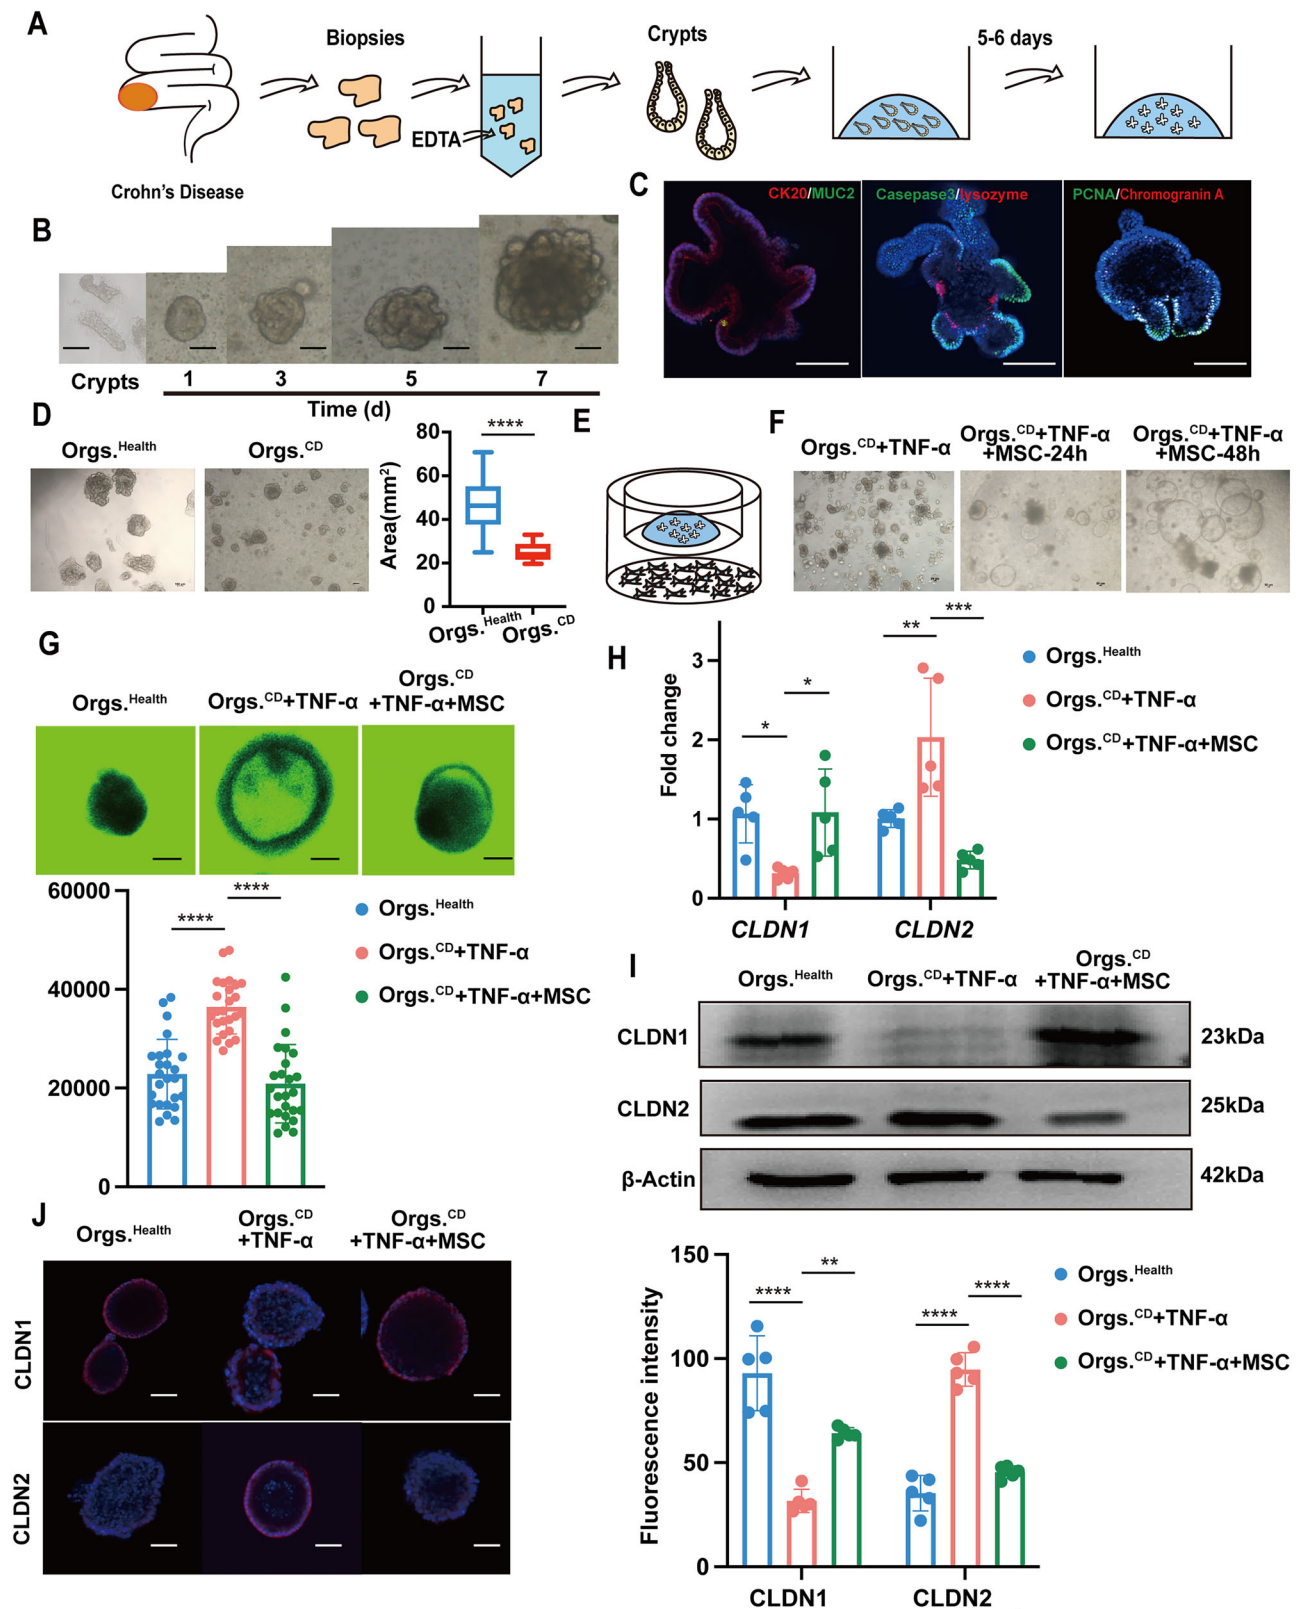 A
Biopsies
EDTA
Crohn's Disease
Crypts
5-6 days
B
Crypts
1
3
5
7
Time (d)
C
CK20/MUC2
Casepase3/lysozyme
PCNA/Chromogranin A
D
Orgs.Health
Orgs.CD
Area(mm²)
80
60
40
20
0
****
Orgs.Health
Orgs.CD
E
F
Orgs.CD+TNF-α
Orgs.CD+TNF-α
+MSC-24h
Orgs.CD+TNF-α
+MSC-48h
G
Orgs.Health
Orgs.CD+TNF-α
Orgs.CD
+TNF-α+MSC
60000
40000
20000
0
****
****
Orgs.Health
Orgs.CD+TNF-α
Orgs.CD+TNF-α+MSC
H
Fold change
3
2
1
0
*
*
**
***
CLDN1
CLDN2
Orgs.Health
Orgs.CD+TNF-α
Orgs.CD+TNF-α+MSC
I
Orgs.Health
Orgs.CD+TNF-α
Orgs.CD
+TNF-α+MSC
CLDN1
23kDa
CLDN2
25kDa
β-Actin
42kDa
J
Orgs.Health
Orgs.CD
+TNF-α
Orgs.CD
+TNF-α+MSC
CLDN1
CLDN2
Fluorescence intensity
150
100
50
0
****
**
****
****
CLDN1
CLDN2
Orgs.Health
Orgs.CD+TNF-α
Orgs.CD+TNF-α+MSC